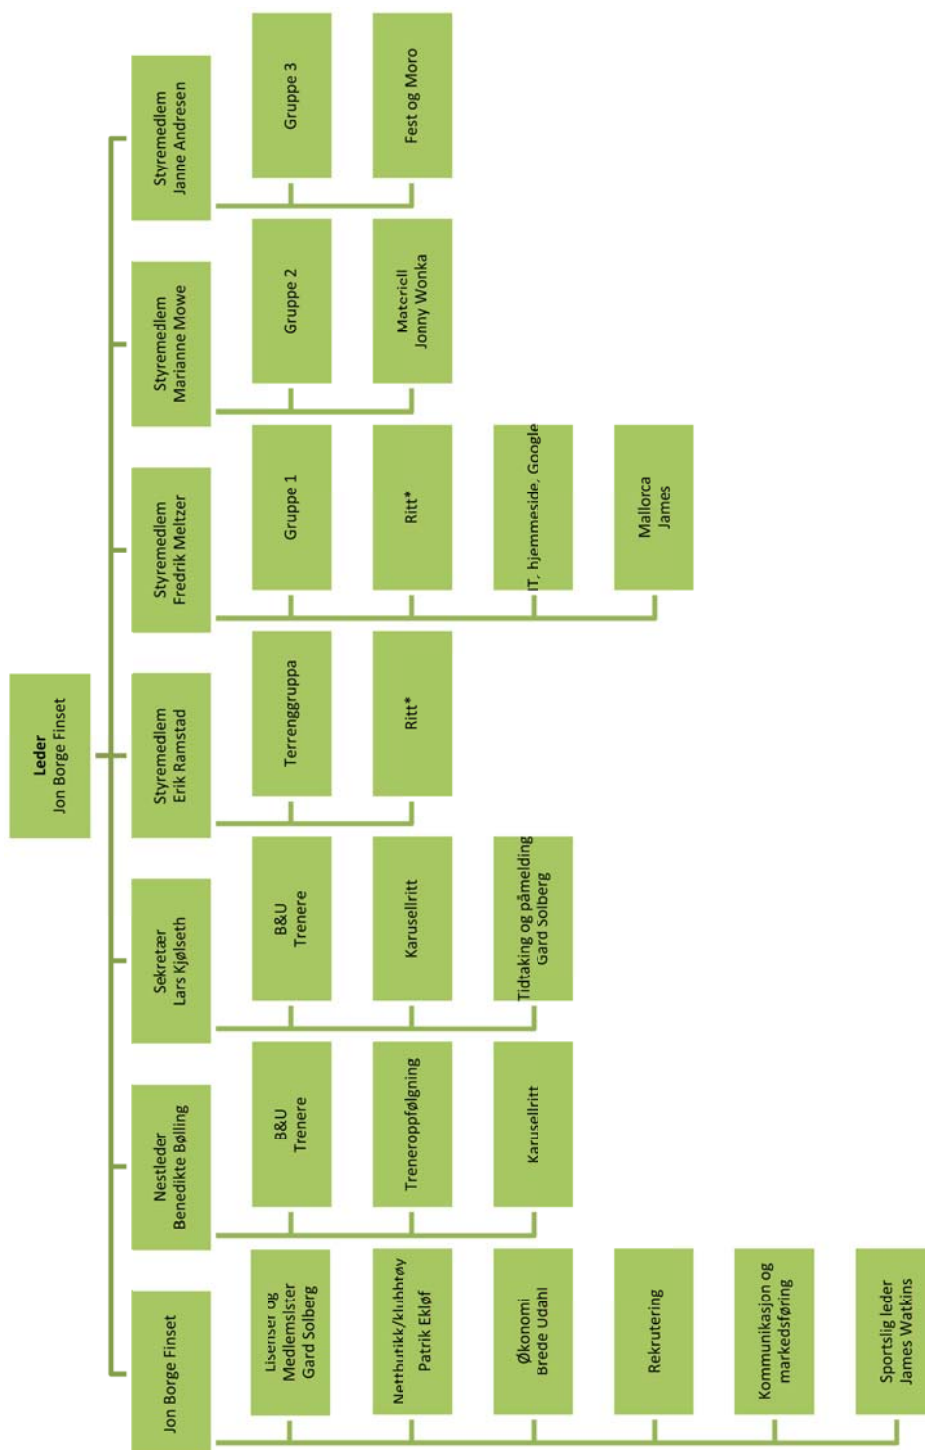 Leder
Jon Borge Finset
Jon Borge Finset
Lisenser og
Medlemslster
Gard Solberg
Nettbutikk/klubbtøy
Patrik Ekløf
Økonomi
Brede Udahl
Rekrutering
Kommunikasjon og
markedsføring
Sportslig leder
James Watkins
Nestleder
Benedikte Bølling
B&U
Trenere
Treneroppfølgning
Karusellritt
Sekretær
Lars Kjølseth
B&U
Trenere
Karusellritt
Tidtaking og påmelding
Gard Solberg
Styremedlem
Erik Ramstad
Terrenggruppa
Ritt*
Styremedlem
Fredrik Meltzer
Gruppe 1
Ritt*
IT, hjemmeside, Google
Mallorca
James
Styremedlem
Marianne Mowe
Gruppe 2
Materiell
Jonny Wonka
Styremedlem
Janne Andresen
Gruppe 3
Fest og Moro